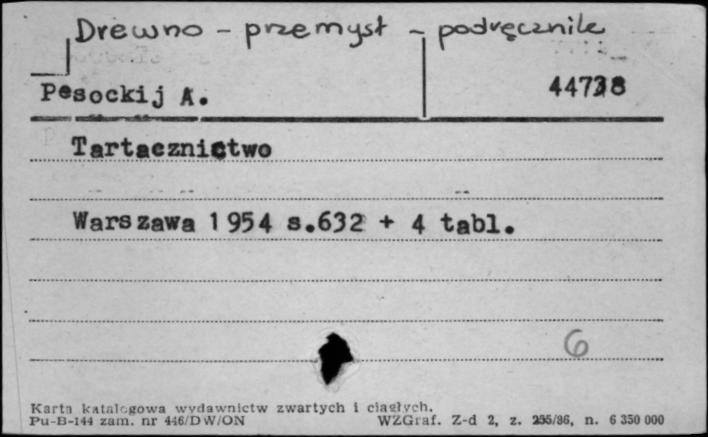 Drewno - przemysł - podręcznik
Pesockij A. 44738
Tartacznictwo
Warszawa 1954 s.632 + 4 tabl.
6
Karta katalogowa wydawnictw zwartych i ciągłych.
Pu-B-144 zam. nr 446/DW/ON WZGraf. Z-d 2, z. 255/86, n. 6 350 000